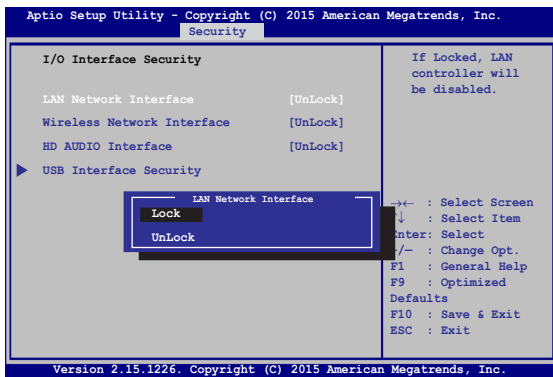 Aptio Setup Utility - Copyright (C) 2015 American Megatrends, Inc.
Security
I/O Interface Security
LAN Network Interface [UnLock]
Wireless Network Interface [UnLock]
HD AUDIO Interface [UnLock]
USB Interface Security
LAN Network Interface
Lock
UnLock
If Locked, LAN
controller will
be disabled.
→← : Select Screen
↑↓ : Select Item
Enter: Select
+/— : Change Opt.
F1 : General Help
F9 : Optimized
Defaults
F10 : Save & Exit
ESC : Exit
Version 2.15.1226. Copyright (C) 2015 American Megatrends, Inc.